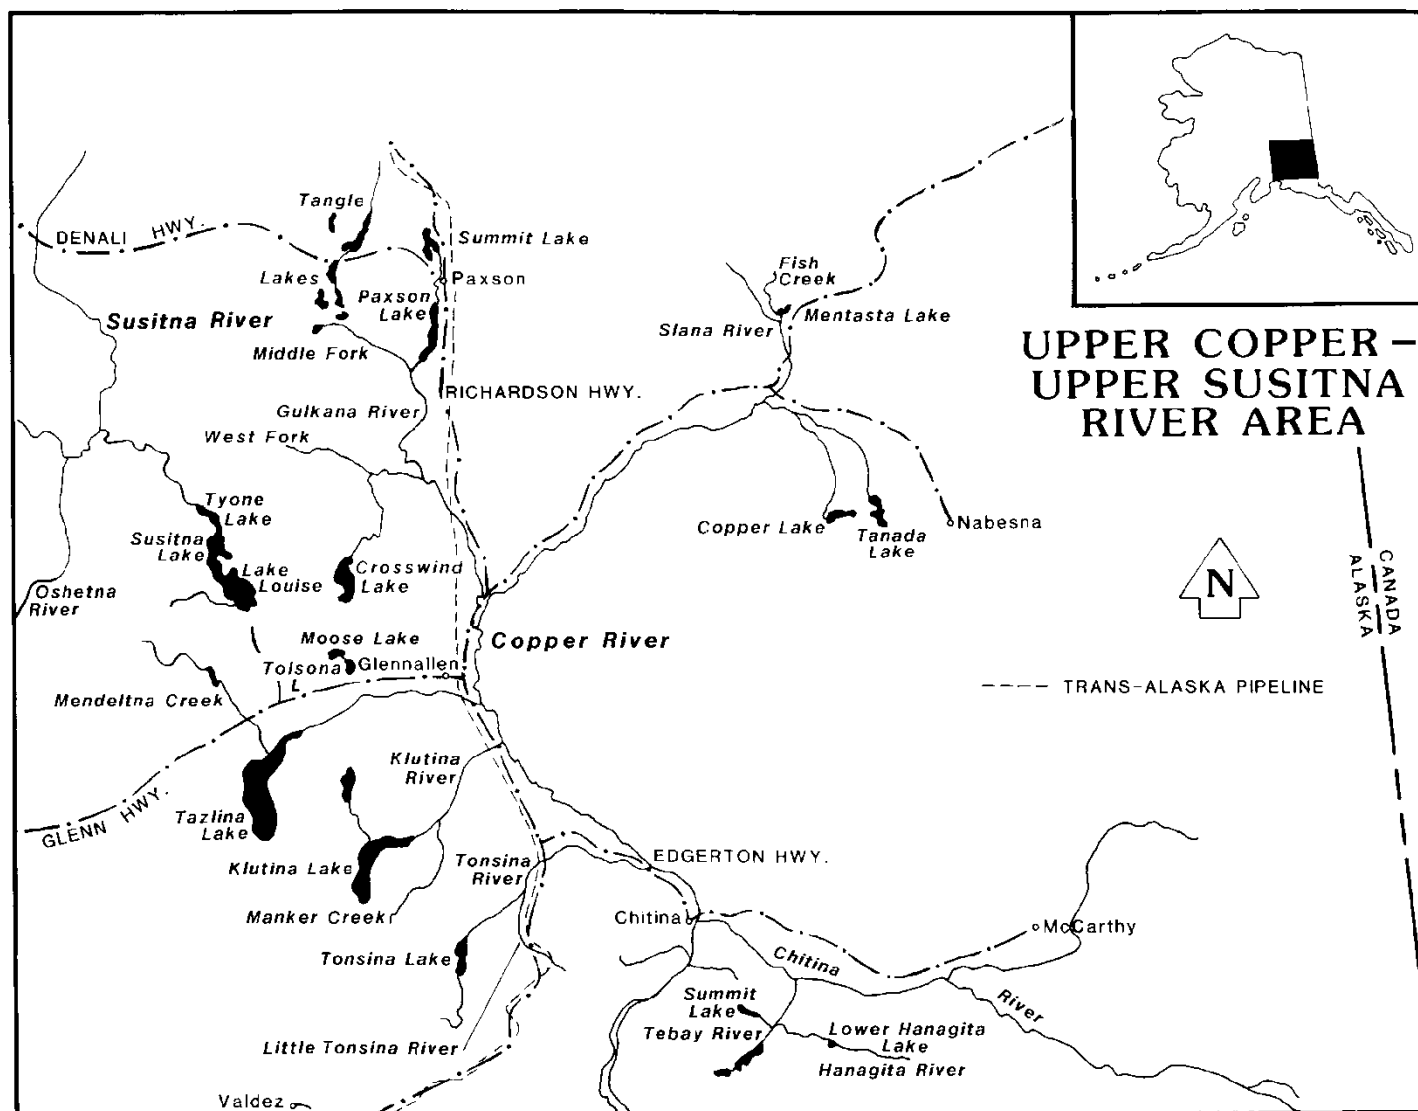 Tangle
DENALI HWY.
Summit Lake
Lakes
Paxson
Paxson
Lake
Susitna River
Middle Fork
Fish
Creek
Slana River
Mentasta Lake
UPPER COPPER –
UPPER SUSITNA
RIVER AREA
RICHARDSON HWY.
Gulkana River
West Fork
Tyone
Lake
Susitna
Lake
Lake
Louise
Crosswind
Lake
Copper Lake
Tanada
Lake
Nabesna
Oshetna
River
N
CANADA
ALASKA
Moose Lake
Copper River
Tolsona
L.
Glennallen
Mendeltna Creek
TRANS-ALASKA PIPELINE
Klutina
River
GLENN HWY.
Tazlina
Lake
Klutina Lake
Tonsina
River
EDGERTON HWY.
Manker Creek
Chitina
McCarthy
Tonsina Lake
Chitina
River
Summit
Lake
Tebay River
Lower Hanagita
Lake
Hanagita River
Little Tonsina River
Valdez